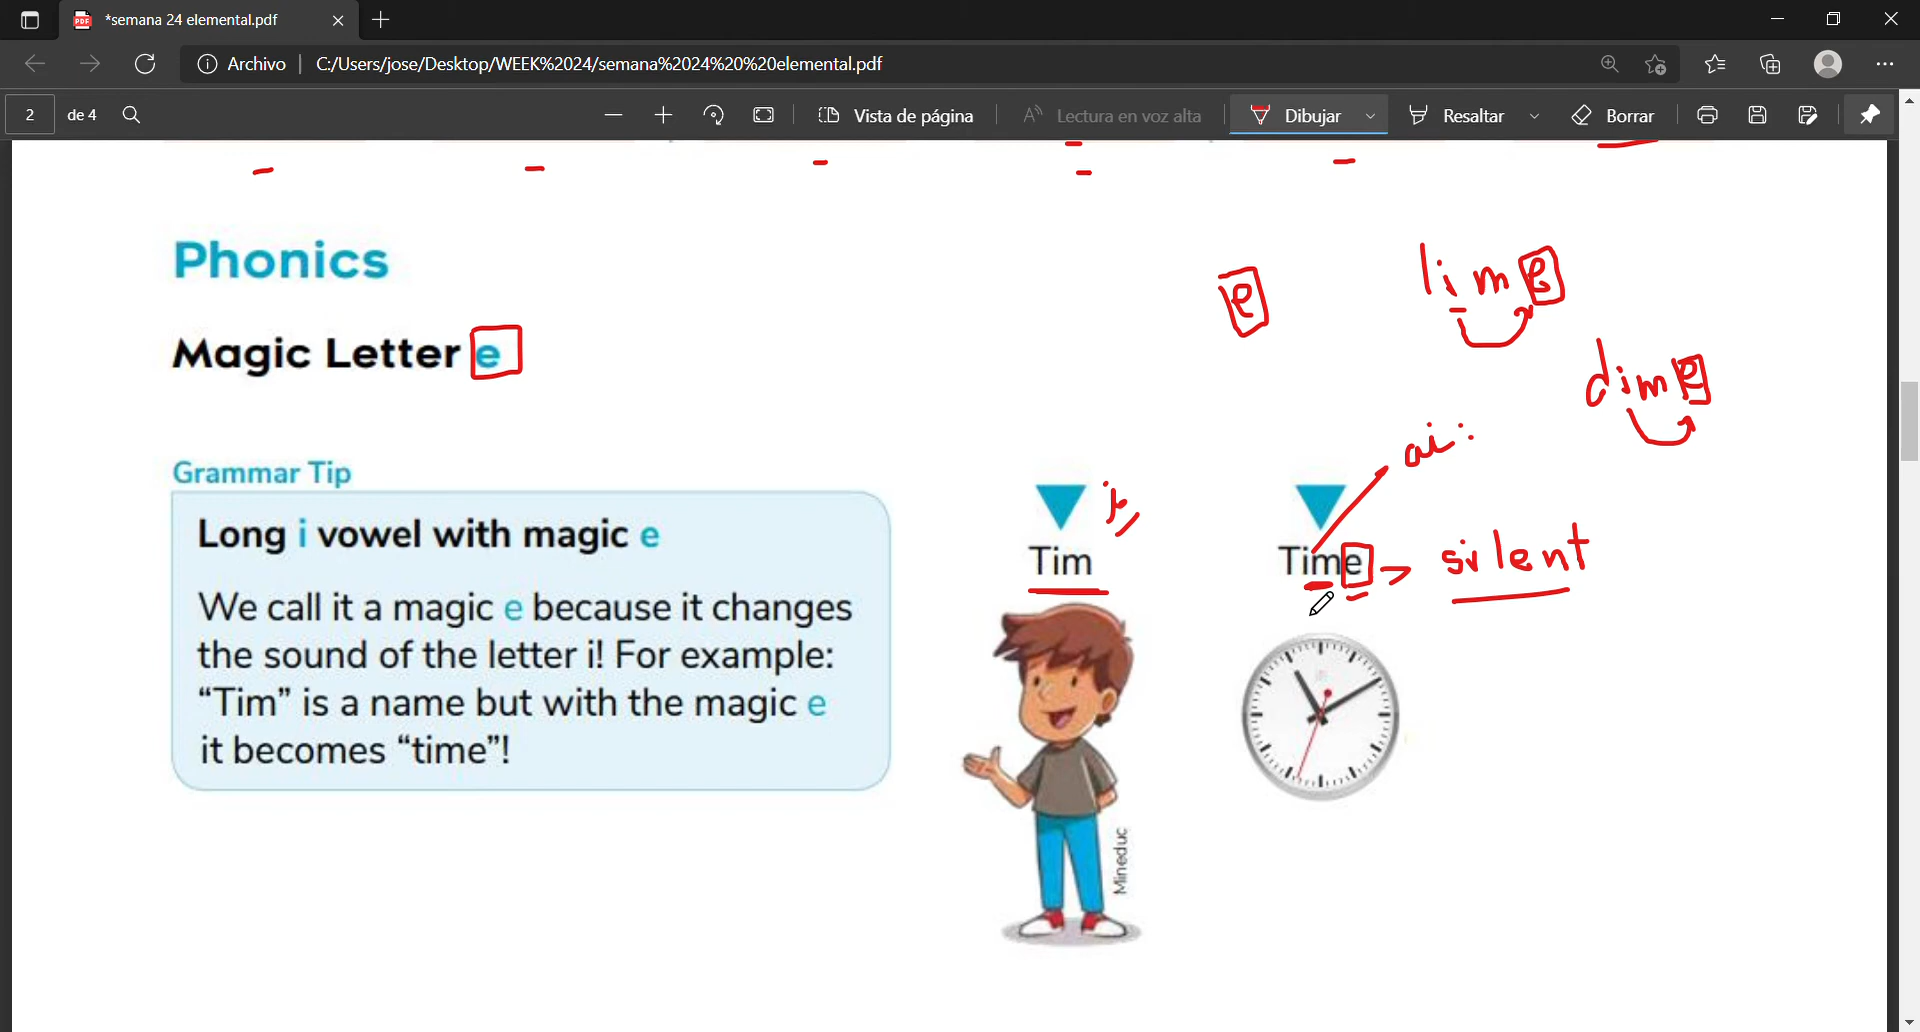 *semana 24 elemental.pdf
Archivo | C:/Users/jose/Desktop/WEEK%2024/semana%2024%20%20elemental.pdf
2 de 4
Vista de página
Lectura en voz alta
Dibujar
Resaltar
Borrar
Phonics
Magic Letter e
e
lime
dime
ai:
Grammar Tip
Long i vowel with magic e
We call it a magic e because it changes
the sound of the letter i! For example:
“Tim” is a name but with the magic e
it becomes “time”!
Tim
Time
silent
Mineduc